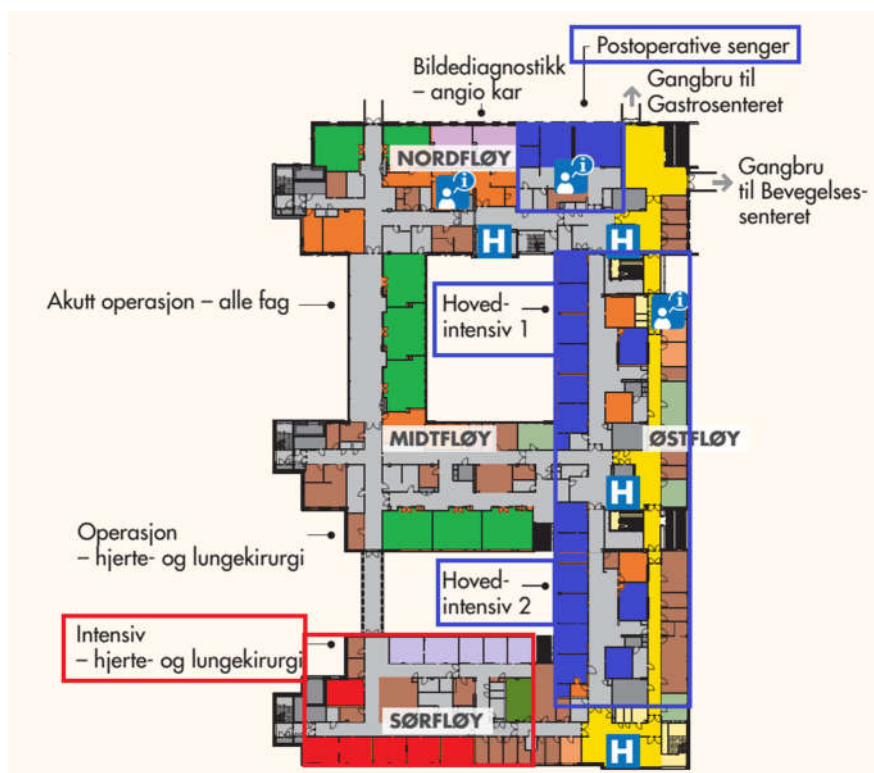 Postoperative senger
Bildediagnostikk
– angio kar
Gangbru til
Gastrosenteret
NORDFLØY
i
i
Gangbru
til Bevegelses-
senteret
H
H
Akutt operasjon – alle fag
Hoved-
intensiv 1
i
MIDTFLØY
ØSTFLØY
H
Operasjon
– hjerte- og lungekirurgi
Hoved-
intensiv 2
Intensiv
– hjerte- og lungekirurgi
SØRFLØY
H